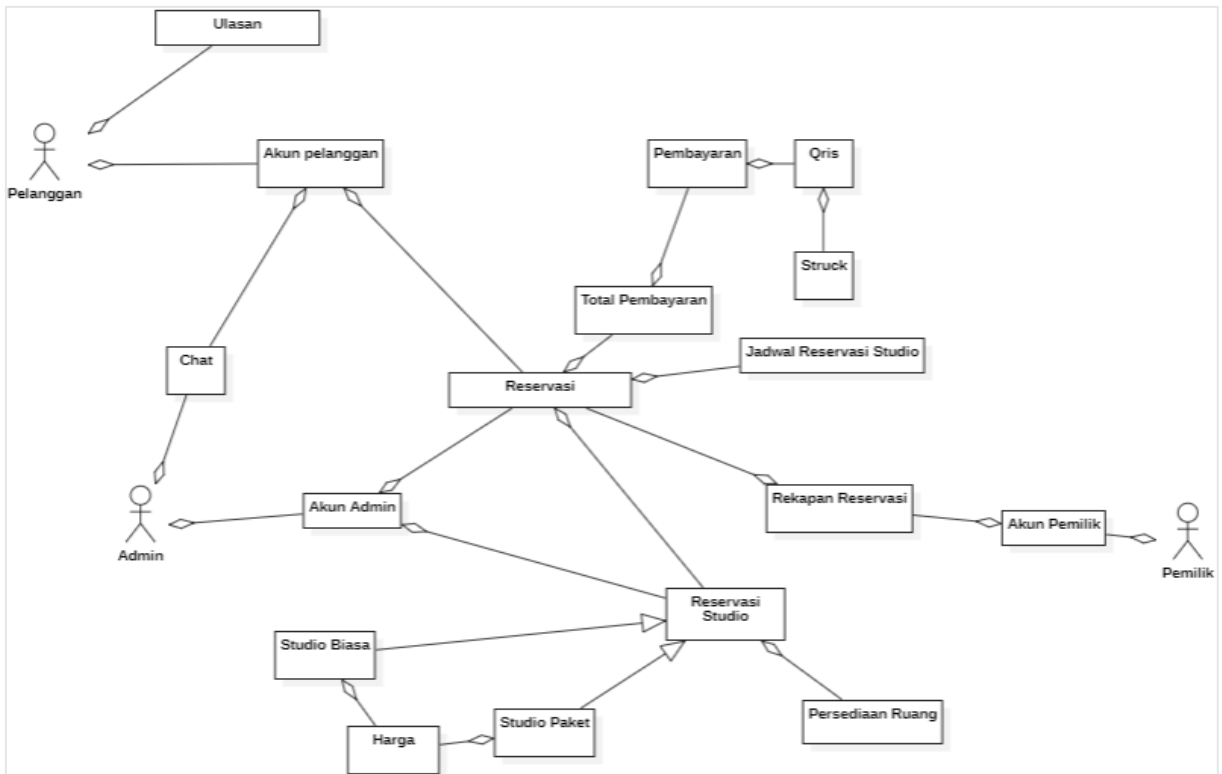 Ulasan
Akun pelanggan
Pembayaran
Qris
Pelanggan
Struck
Total Pembayaran
Jadwal Reservasi Studio
Chat
Reservasi
Rekapan Reservasi
Akun Admin
Akun Pemilik
Admin
Pemilik
Reservasi
Studio
Studio Biasa
Persediaan Ruang
Studio Paket
Harga